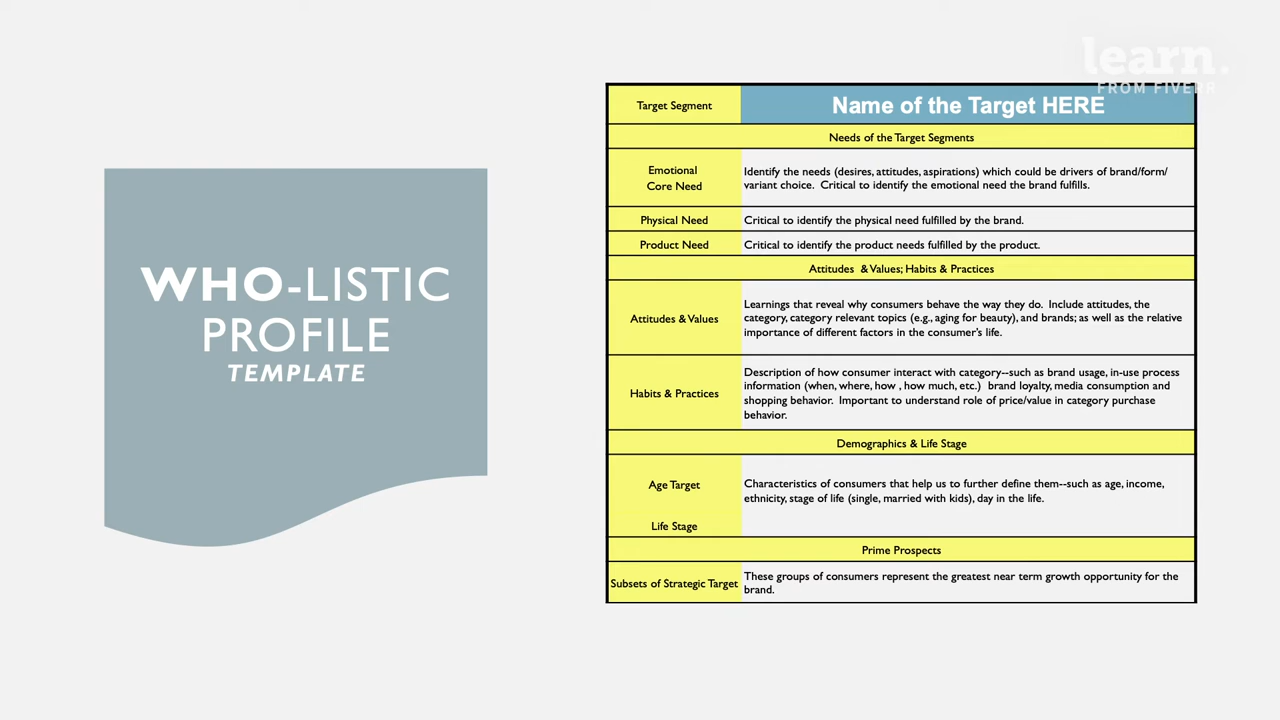 learn.
FROM FIVERR
WHO-LISTIC
PROFILE
TEMPLATE
Target Segment
Name of the Target HERE
Needs of the Target Segments
Emotional
Core Need
Identify the needs (desires, attitudes, aspirations) which could be drivers of brand/form/
variant choice. Critical to identify the emotional need the brand fulfills.
Physical Need
Critical to identify the physical need fulfilled by the brand.
Product Need
Critical to identify the product needs fulfilled by the product.
Attitudes & Values; Habits & Practices
Attitudes & Values
Learnings that reveal why consumers behave the way they do. Include attitudes, the
category, category relevant topics (e.g., aging for beauty), and brands; as well as the relative
importance of different factors in the consumer's life.
Habits & Practices
Description of how consumer interact with category--such as brand usage, in-use process
information (when, where, how , how much, etc.) brand loyalty, media consumption and
shopping behavior. Important to understand role of price/value in category purchase
behavior.
Demographics & Life Stage
Age Target
Life Stage
Characteristics of consumers that help us to further define them--such as age, income,
ethnicity, stage of life (single, married with kids), day in the life.
Prime Prospects
Subsets of Strategic Target
These groups of consumers represent the greatest near term growth opportunity for the
brand.